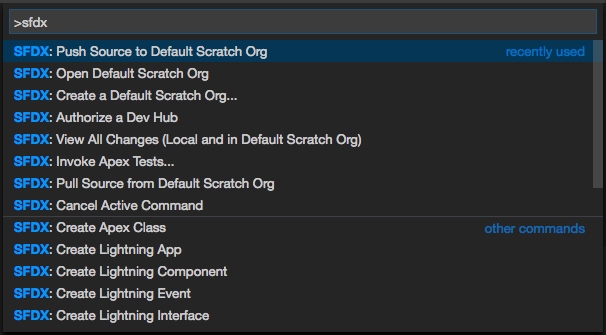 >sfdx
SFDX: Push Source to Default Scratch Org recently used
SFDX: Open Default Scratch Org
SFDX: Create a Default Scratch Org...
SFDX: Authorize a Dev Hub
SFDX: View All Changes (Local and in Default Scratch Org)
SFDX: Invoke Apex Tests...
SFDX: Pull Source from Default Scratch Org
SFDX: Cancel Active Command
SFDX: Create Apex Class other commands
SFDX: Create Lightning App
SFDX: Create Lightning Component
SFDX: Create Lightning Event
SFDX: Create Lightning Interface